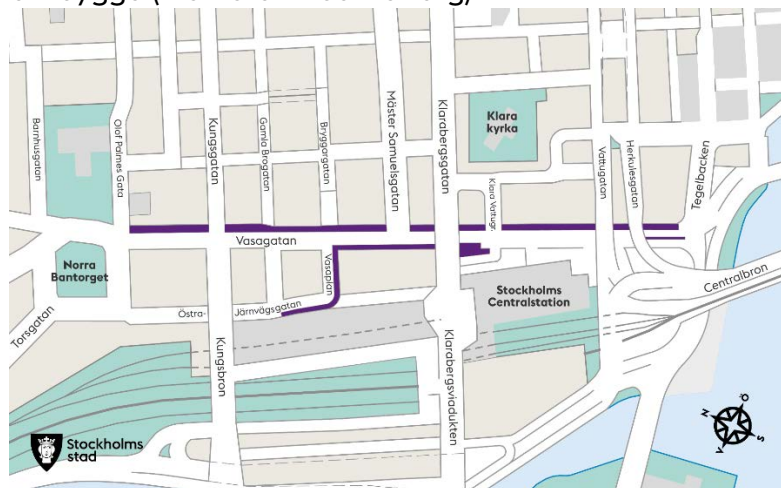 Barnhusgatan
Olof Palmes Gata
Kungsgatan
Gamla Brogatan
Bryggargatan
Mäster Samuelsgatan
Klarabergsgatan
Klara
kyrka
Klara Vattugr.
Vattugatan
Herkulesgatan
Tegelbacken
Vasagatan
Vasaplan
Norra
Bantorget
Torsgatan
Östra
Järnvägsgatan
Kungsbron
Stockholms
Centralstation
Klarabergsviadukten
Centralbron
Stockholms
stad
N
Ö
S
V